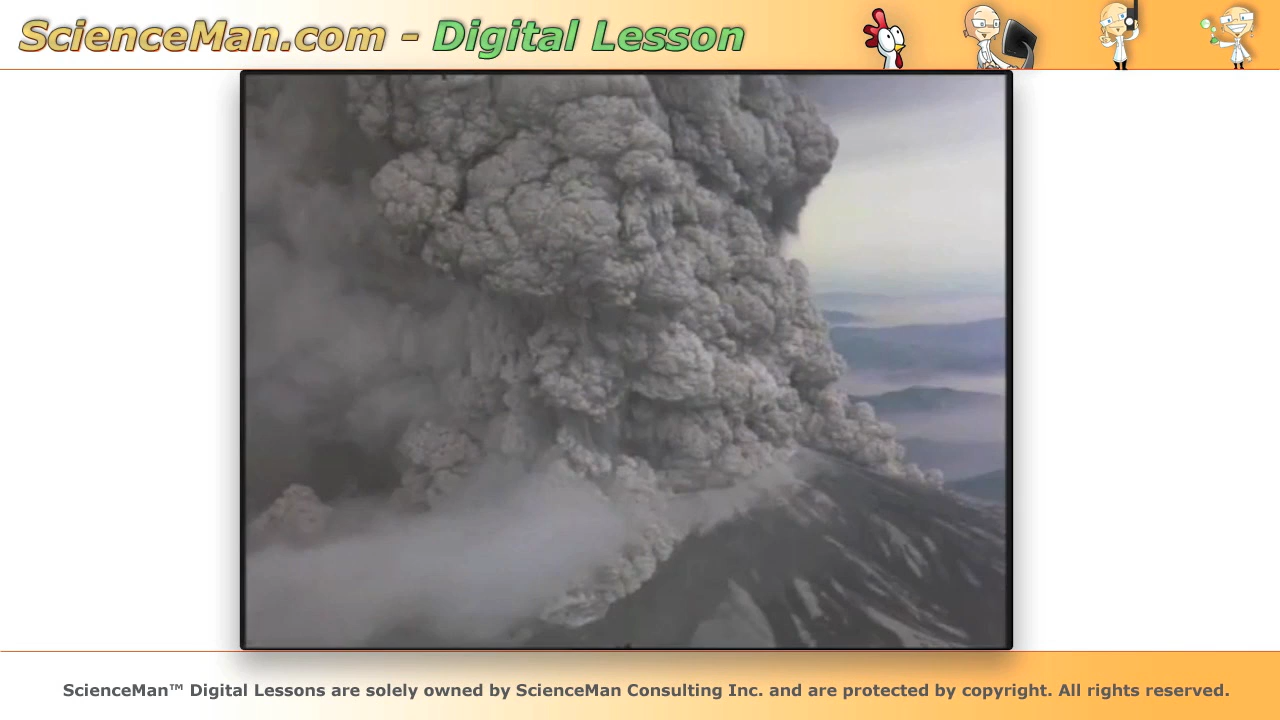 ScienceMan.com - Digital Lesson
ScienceMan™ Digital Lessons are solely owned by ScienceMan Consulting Inc. and are protected by copyright. All rights reserved.